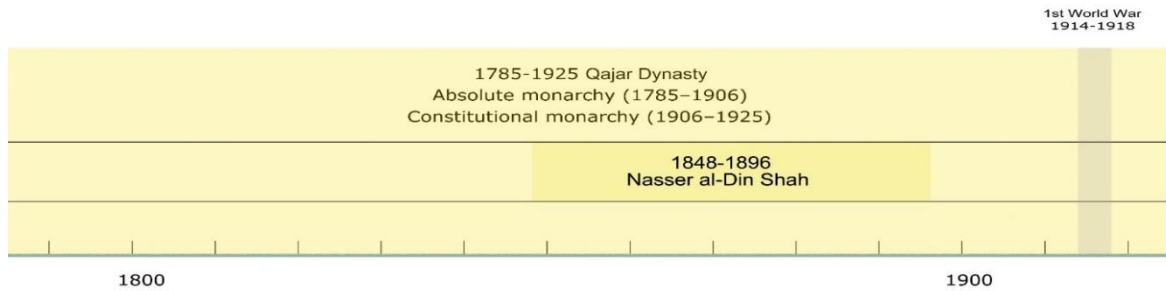 1st World War
1914-1918
1785-1925 Qajar Dynasty
Absolute monarchy (1785–1906)
Constitutional monarchy (1906–1925)
1848-1896
Nasser al-Din Shah
1800
1900